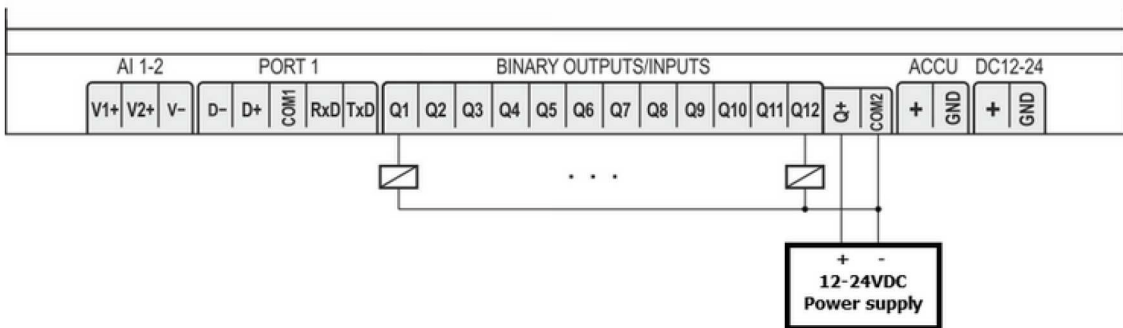 AI 1-2 PORT 1 BINARY OUTPUTS/INPUTS ACCU DC12-24
V1+ V2+ V− D− D+ COM1 RxD TxD Q1 Q2 Q3 Q4 Q5 Q6 Q7 Q8 Q9 Q10 Q11 Q12 Q+ COM2 + GND + GND
. . .
+ -
12-24VDC
Power supply